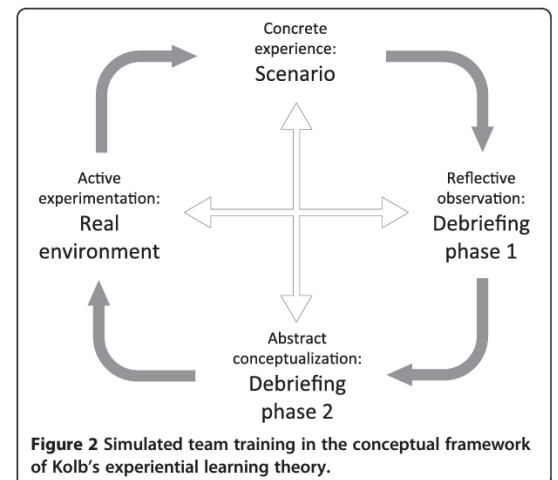 Concrete
experience:
Scenario
Active
experimentation:
Real
environment
Reflective
observation:
Debriefing
phase 1
Abstract
conceptualization:
Debriefing
phase 2
Figure 2 Simulated team training in the conceptual framework
of Kolb's experiential learning theory.